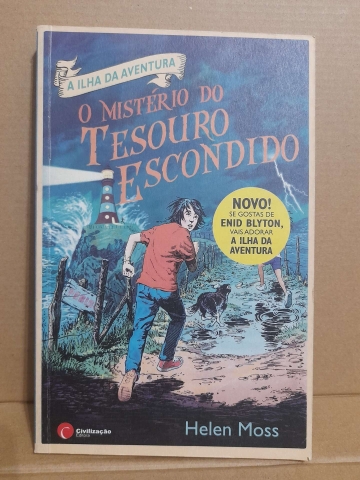 A ILHA DA AVENTURA
O MISTÉRIO DO
TESOURO
ESCONDIDO
NOVO!
SE GOSTAS DE
ENID BLYTON,
VAIS ADORAR
A ILHA DA
AVENTURA
Helen Moss
C Civilização
Editora